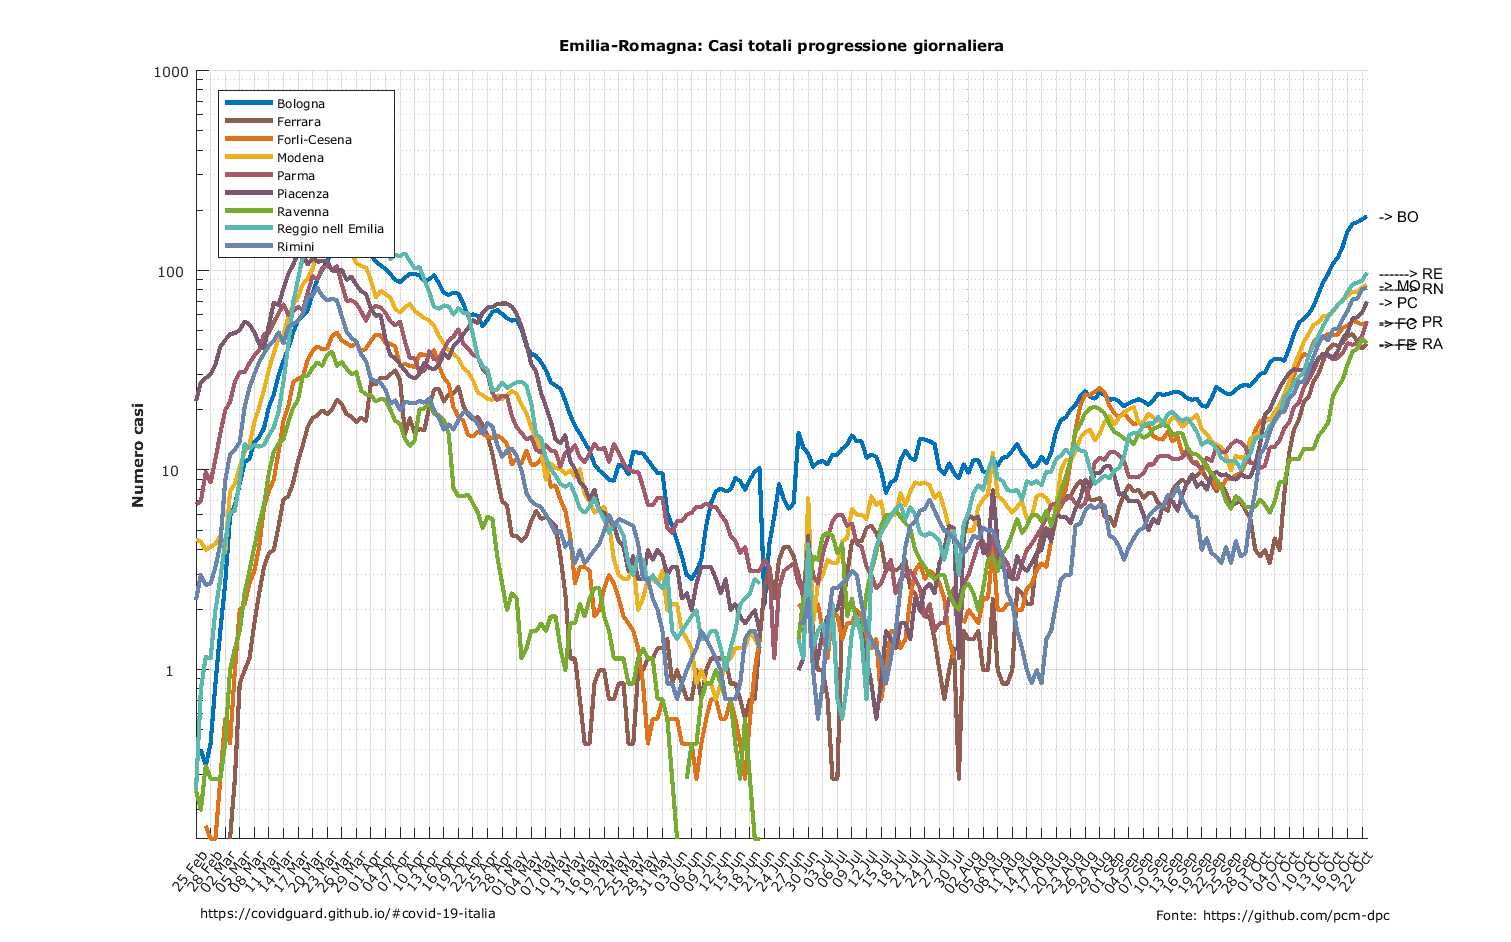 Emilia-Romagna: Casi totali progressione giornaliera
1000
100
10
1
Numero casi
Bologna
Ferrara
Forli-Cesena
Modena
Parma
Piacenza
Ravenna
Reggio nell Emilia
Rimini
-> BO
------> RE
-> MO
------> RN
-> PC
-> FC
------> PR
-> FE
------> RA
25 Feb
28 Feb
02 Mar
05 Mar
08 Mar
11 Mar
14 Mar
17 Mar
20 Mar
23 Mar
26 Mar
29 Mar
01 Apr
04 Apr
07 Apr
10 Apr
13 Apr
16 Apr
19 Apr
22 Apr
25 Apr
28 Apr
01 May
04 May
07 May
10 May
13 May
16 May
19 May
22 May
25 May
28 May
31 May
03 Jun
06 Jun
09 Jun
12 Jun
15 Jun
18 Jun
21 Jun
24 Jun
27 Jun
30 Jun
03 Jul
06 Jul
09 Jul
12 Jul
15 Jul
18 Jul
21 Jul
24 Jul
27 Jul
30 Jul
02 Aug
05 Aug
08 Aug
11 Aug
14 Aug
17 Aug
20 Aug
23 Aug
26 Aug
29 Aug
01 Sep
04 Sep
07 Sep
10 Sep
13 Sep
16 Sep
19 Sep
22 Sep
25 Sep
28 Sep
01 Oct
04 Oct
07 Oct
10 Oct
13 Oct
16 Oct
19 Oct
22 Oct
https://covidguard.github.io/#covid-19-italia
Fonte: https://github.com/pcm-dpc